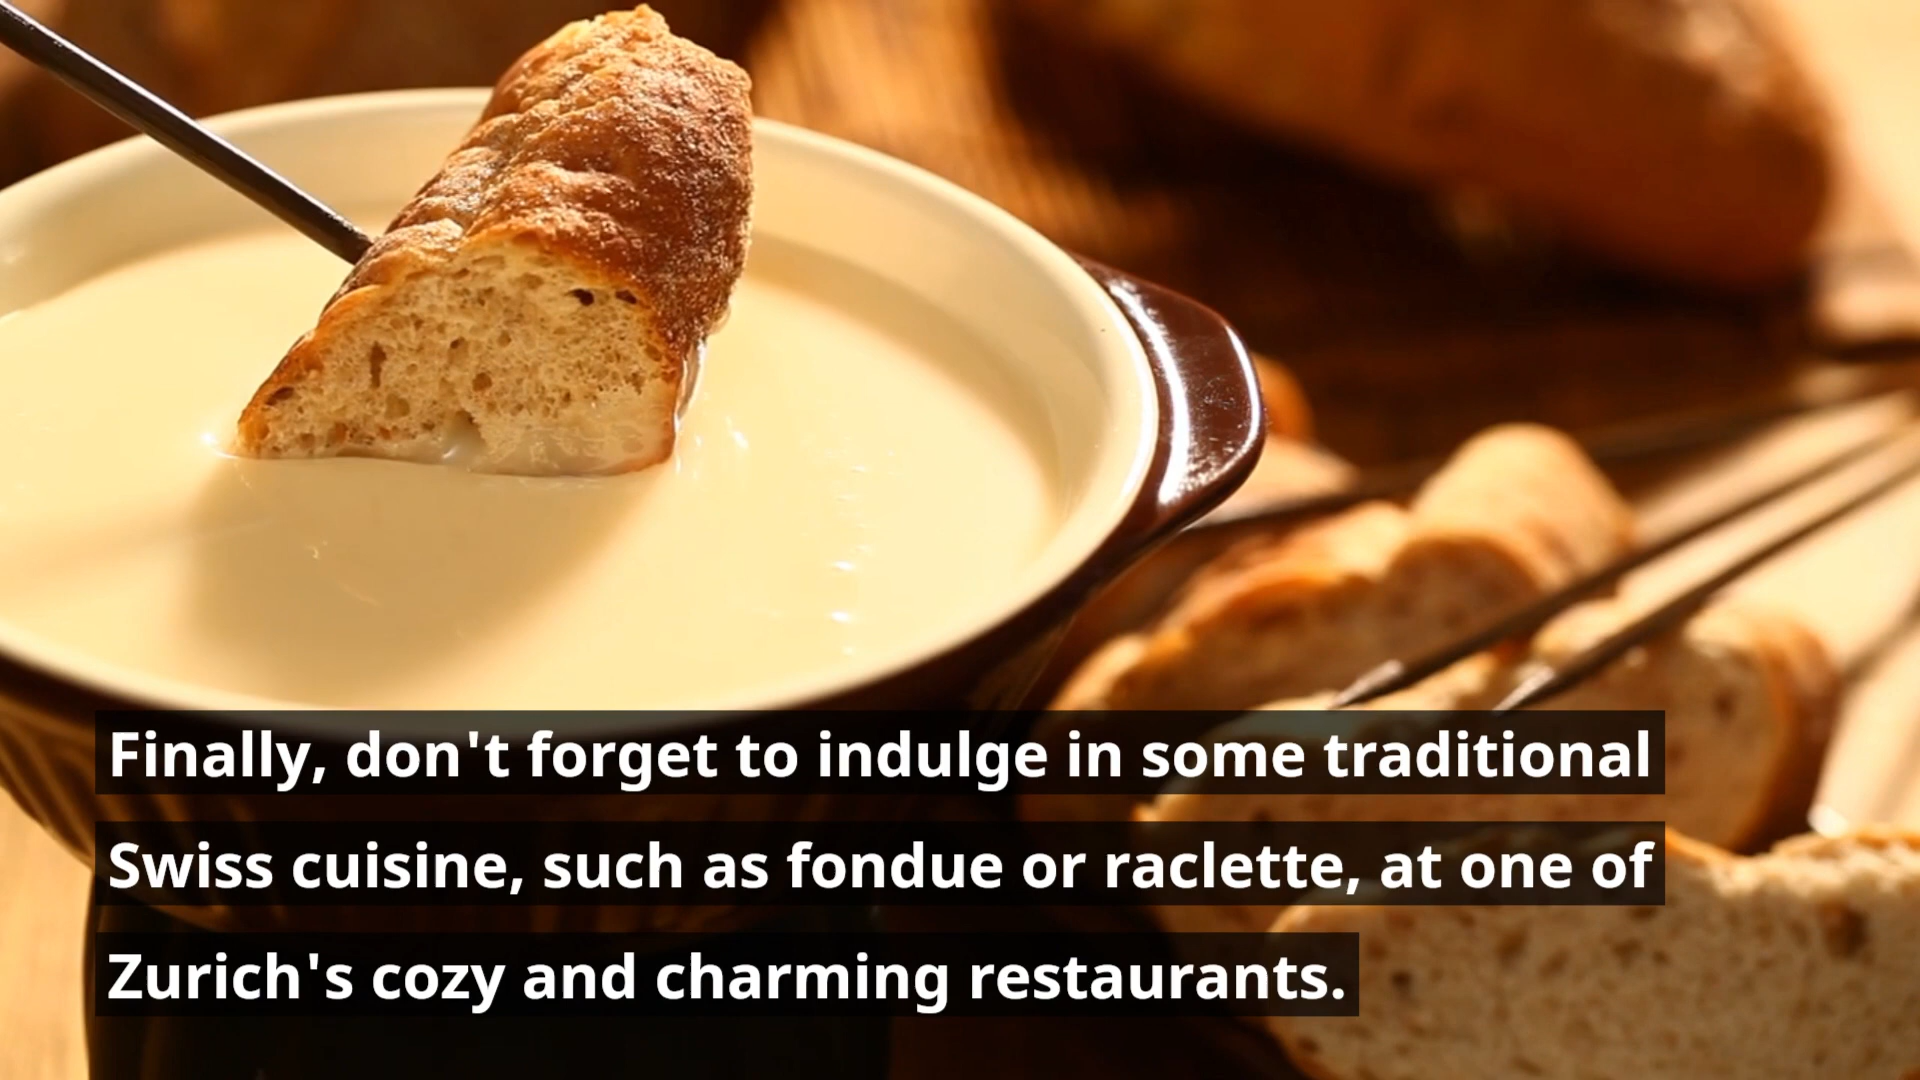 Finally, don't forget to indulge in some traditional
Swiss cuisine, such as fondue or raclette, at one of
Zurich's cozy and charming restaurants.